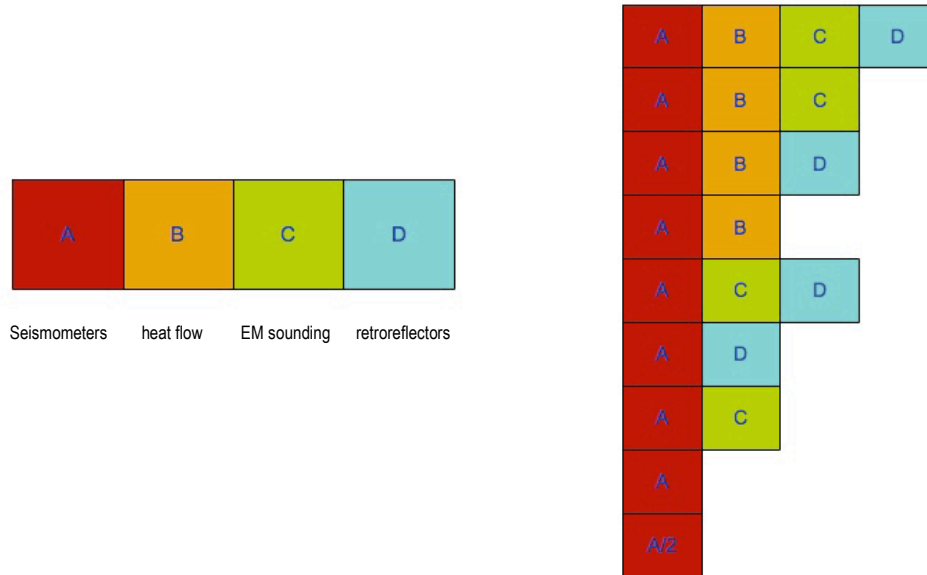 A B C D
Seismometers heat flow EM sounding retroreflectors
A B C D
A B C
A B D
A B
A C D
A D
A C
A
A/2